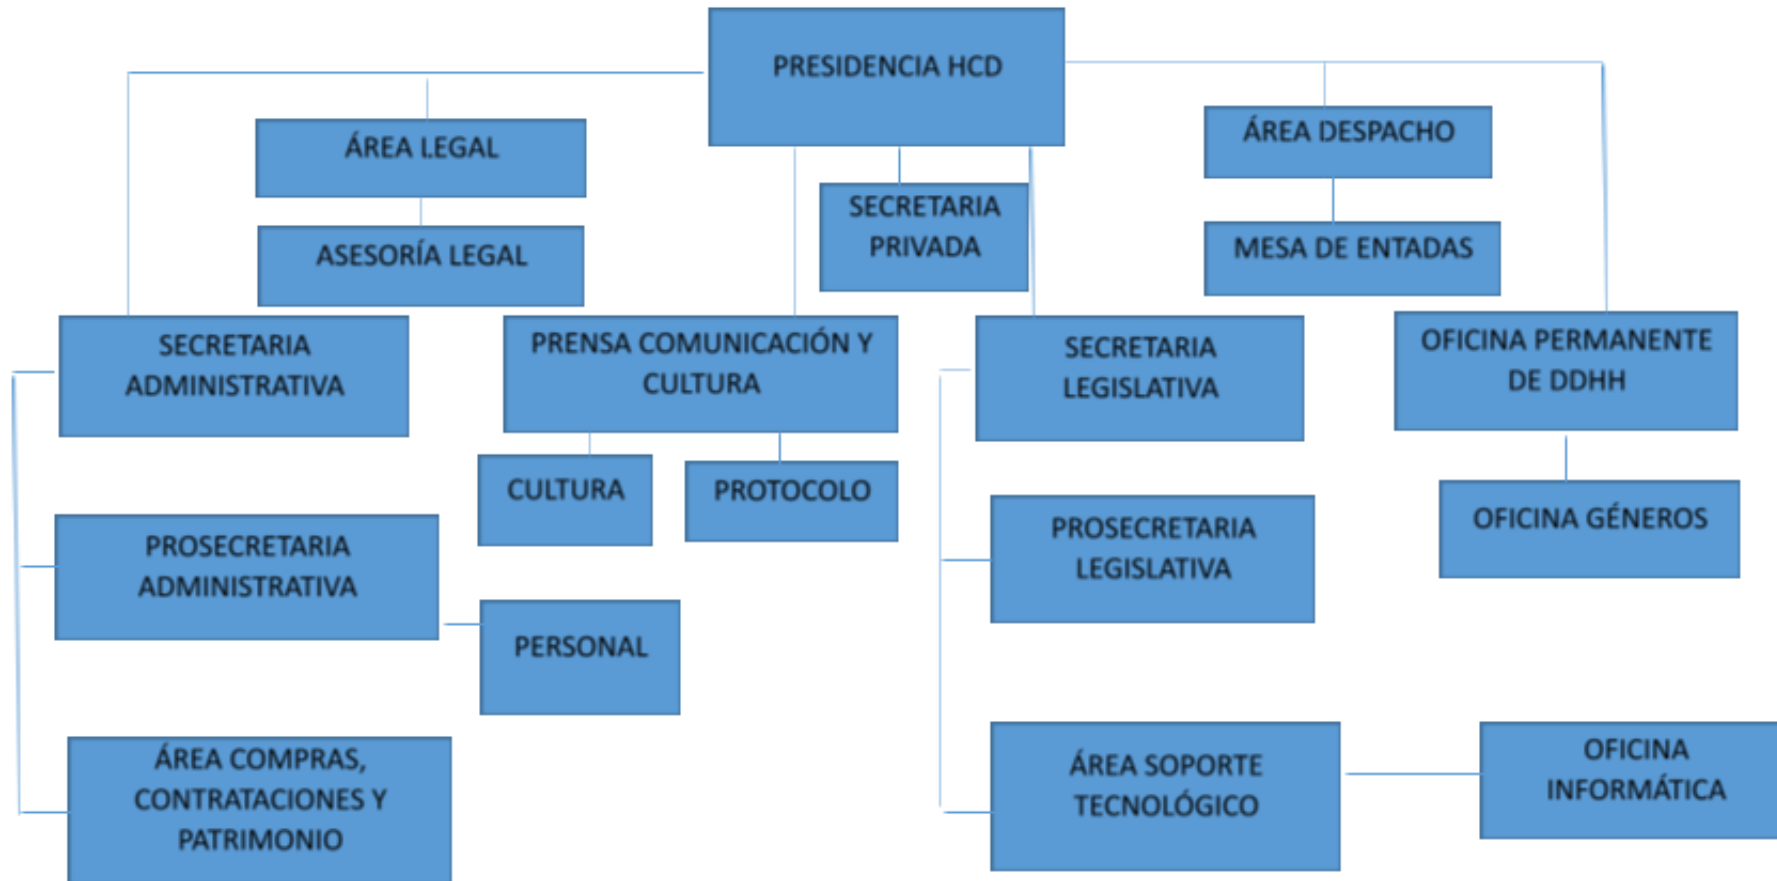 PRESIDENCIA HCD
ÁREA LEGAL
ÁREA DESPACHO
SECRETARIA
PRIVADA
ASESORÍA LEGAL
MESA DE ENTADAS
SECRETARIA
ADMINISTRATIVA
PRENSA COMUNICACIÓN Y
CULTURA
SECRETARIA
LEGISLATIVA
OFICINA PERMANENTE
DE DDHH
CULTURA
PROTOCOLO
OFICINA GÉNEROS
PROSECRETARIA
ADMINISTRATIVA
PROSECRETARIA
LEGISLATIVA
PERSONAL
ÁREA COMPRAS,
CONTRATACIONES Y
PATRIMONIO
ÁREA SOPORTE
TECNOLÓGICO
OFICINA
INFORMÁTICA